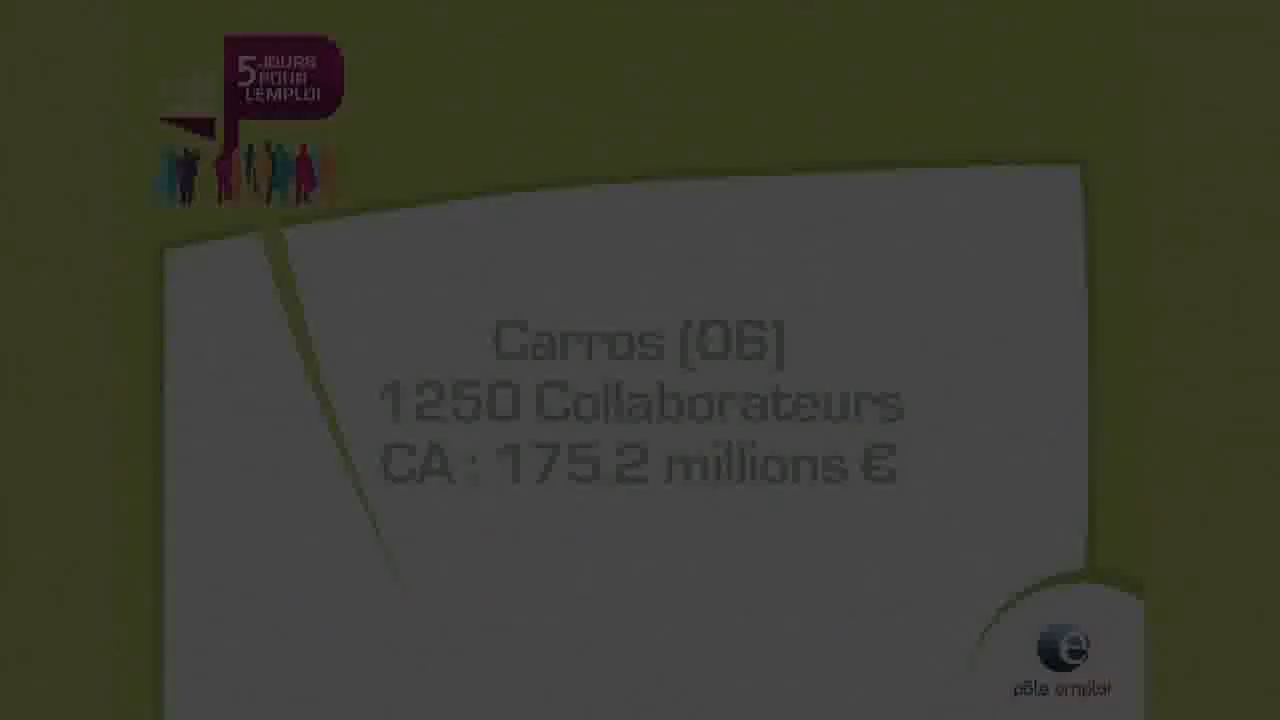 5 JOURS
POUR
L'EMPLOI
Carros (06)
1250 Collaborateurs
CA : 175.2 millions €
pôle emploi